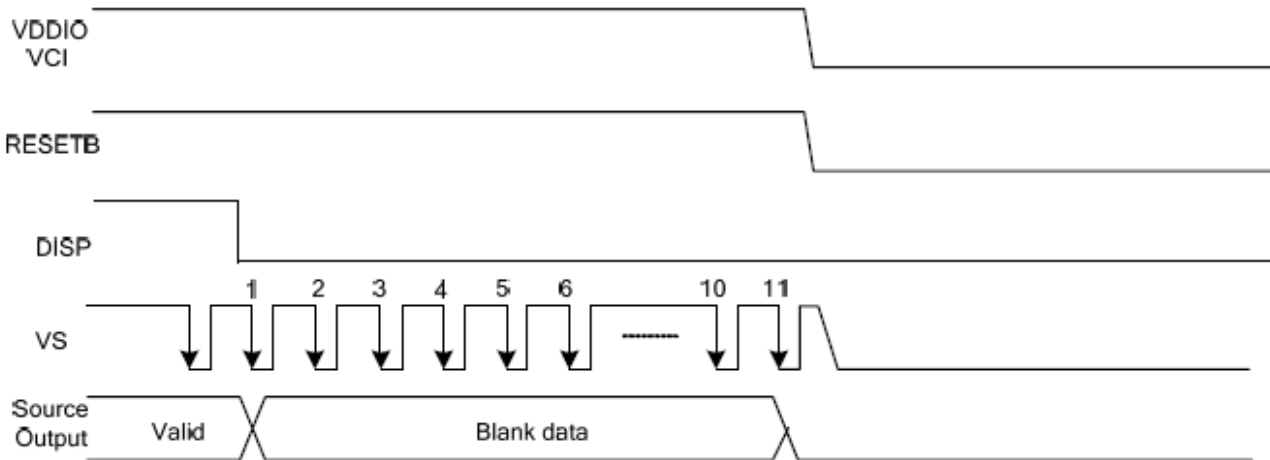 VDDIO
VCI
RESETB
DISP
1 2 3 4 5 6 10 11
VS
Source
Output
Valid
Blank data